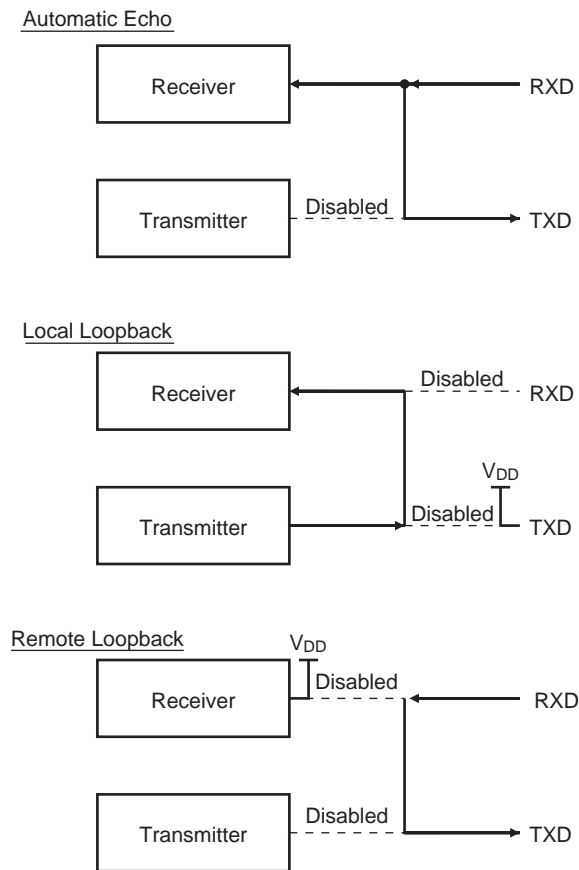 Automatic Echo
Receiver
RXD
Transmitter
Disabled
TXD
Local Loopback
Receiver
Disabled
RXD
VDD
Transmitter
Disabled
TXD
Remote Loopback
VDD
Receiver
Disabled
RXD
Transmitter
Disabled
TXD